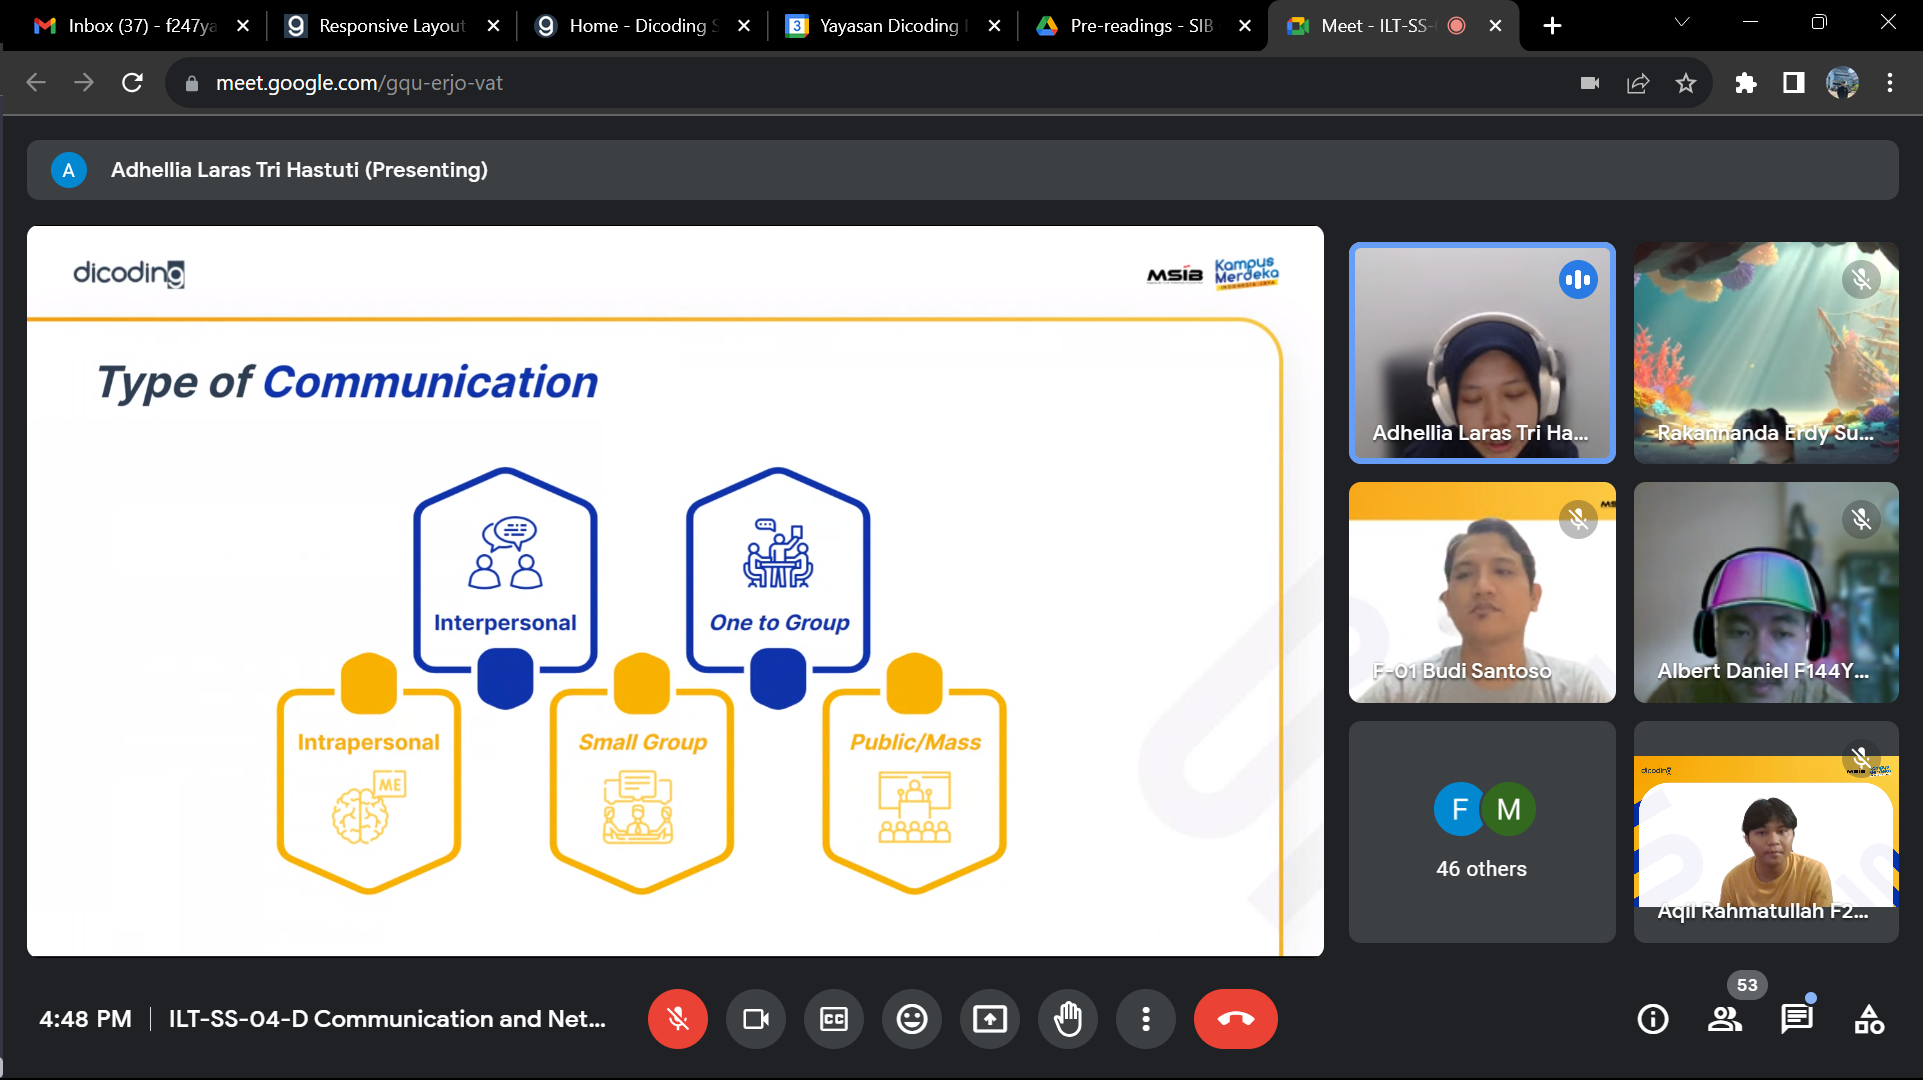 Inbox (37) - f247ya
Responsive Layout
Home - Dicoding S
Yayasan Dicoding I
Pre-readings - SIB
Meet - ILT-SS-
meet.google.com/gqu-erjo-vat
A
Adhellia Laras Tri Hastuti (Presenting)
dicoding
MSIB
Kampus
Merdeka
INDONESIA JAYA
Type of Communication
Interpersonal
One to Group
Intrapersonal
ME
Small Group
Public/Mass
Adhellia Laras Tri Ha...
Rakannanda Erdy Su...
F-01 Budi Santoso
Albert Daniel F144Y...
F
M
46 others
dicoding
Aqil Rahmatullah F2...
4:48 PM
ILT-SS-04-D Communication and Net...
CC
53